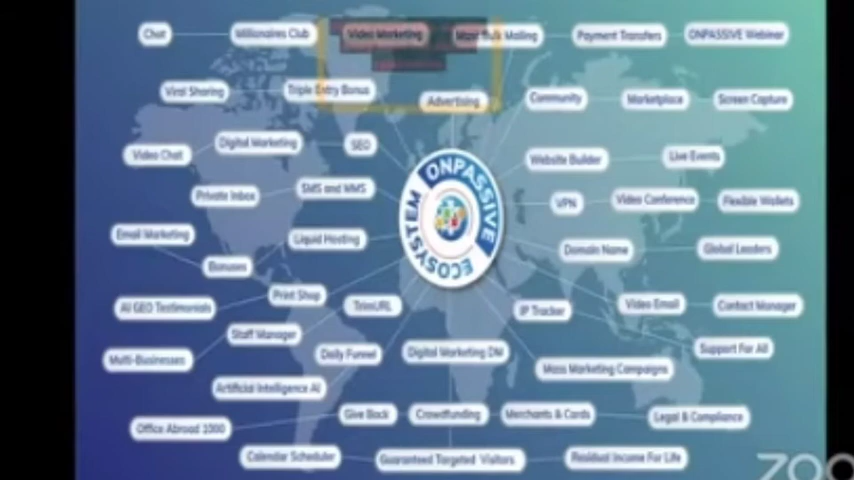 Chat
Millionaires Club
Video Marketing
Mass Bulk Mailing
Payment Transfers
ONPASSIVE Webinar
Viral Sharing
Triple Entry Bonus
Advertising
Community
Marketplace
Screen Capture
Video Chat
Digital Marketing
SEO
Website Builder
Live Events
Private Inbox
SMS and MMS
VPN
Video Conference
Flexible Wallets
Email Marketing
Liquid Hosting
ONPASSIVE ECOSYSTEM
Domain Name
Global Leaders
Bonuses
AI GEO Testimonials
Print Shop
TrimURL
IP Tracker
Video Email
Contact Manager
Staff Manager
Multi-Businesses
Daily Funnel
Digital Marketing DM
Support For All
Mass Marketing Campaigns
Artificial Intelligence AI
Office Abroad 1000
Give Back
Crowdfunding
Merchants & Cards
Legal & Compliance
Calendar Scheduler
Guaranteed Targeted Visitors
Residual Income For Life
ZOO